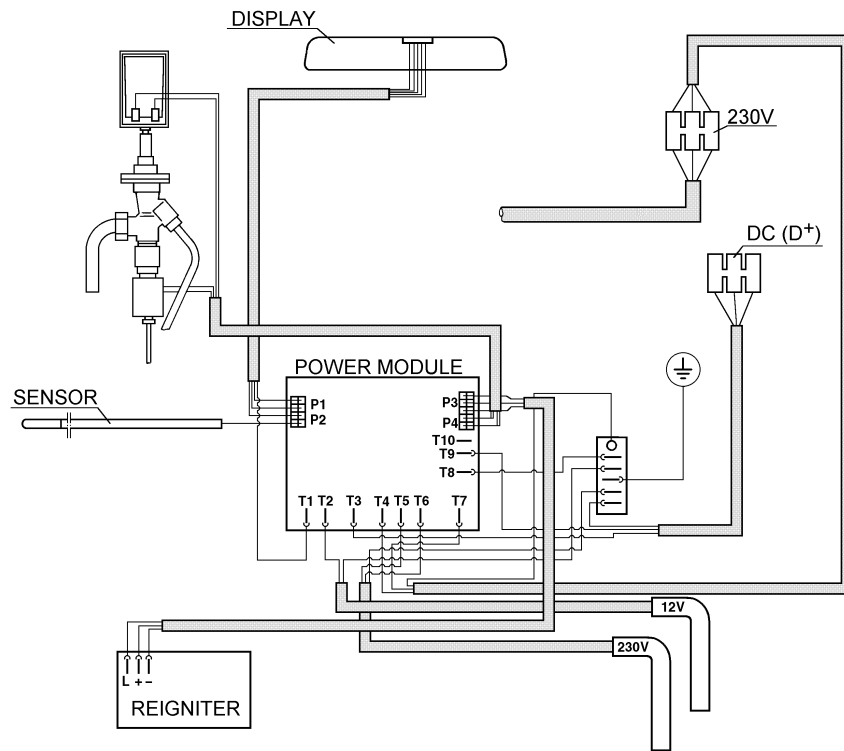 DISPLAY
230V
DC (D+)
POWER MODULE
SENSOR
P1
P2
P3
P4
T10
T9
T8
T1 T2 T3 T4 T5 T6 T7
12V
230V
L + −
REIGNITER